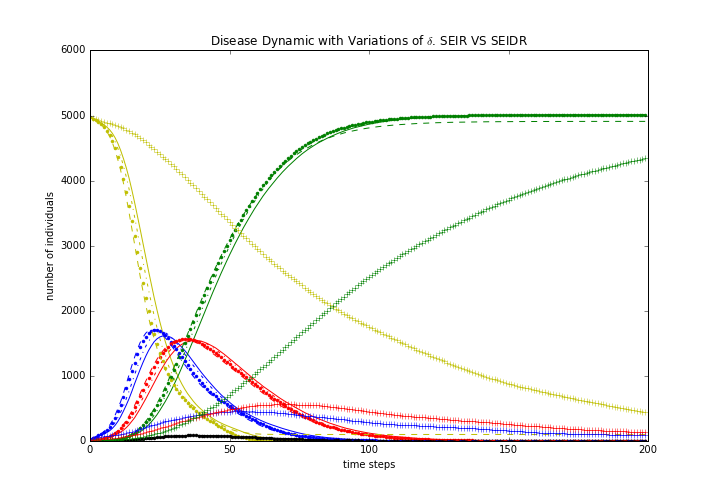 Disease Dynamic with Variations of δ. SEIR VS SEIDR
6000
5000
4000
3000
2000
1000
0
number of individuals
0 50 100 150 200
time steps